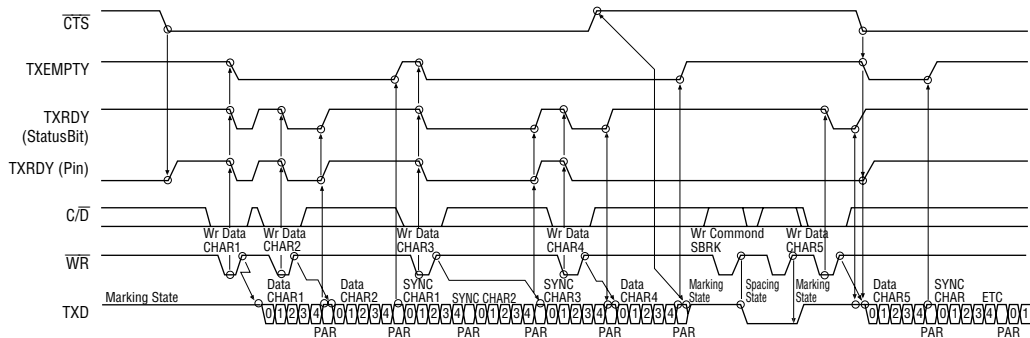 CTS
TXEMPTY
TXRDY
(StatusBit)
TXRDY (Pin)
C/D
Wr Data
CHAR1
Wr Data
CHAR2
Wr Data
CHAR3
Wr Data
CHAR4
Wr Command
SBRK
Wr Data
CHAR5
WR
Marking State
Data
CHAR1
Data
CHAR2
SYNC
CHAR1
SYNC CHAR2
SYNC
CHAR3
Data
CHAR4
Marking
State
Spacing
State
Marking
State
Data
CHAR5
SYNC
CHAR
ETC
TXD
0 1 2 3 4 0 1 2 3 4 0 1 2 3 4 0 1 2 3 4 0 1 2 3 4 0 1 2 3 4 0 1 2 3 4 0 1 2 3 4 0 1
PAR PAR PAR PAR PAR PAR PAR PAR